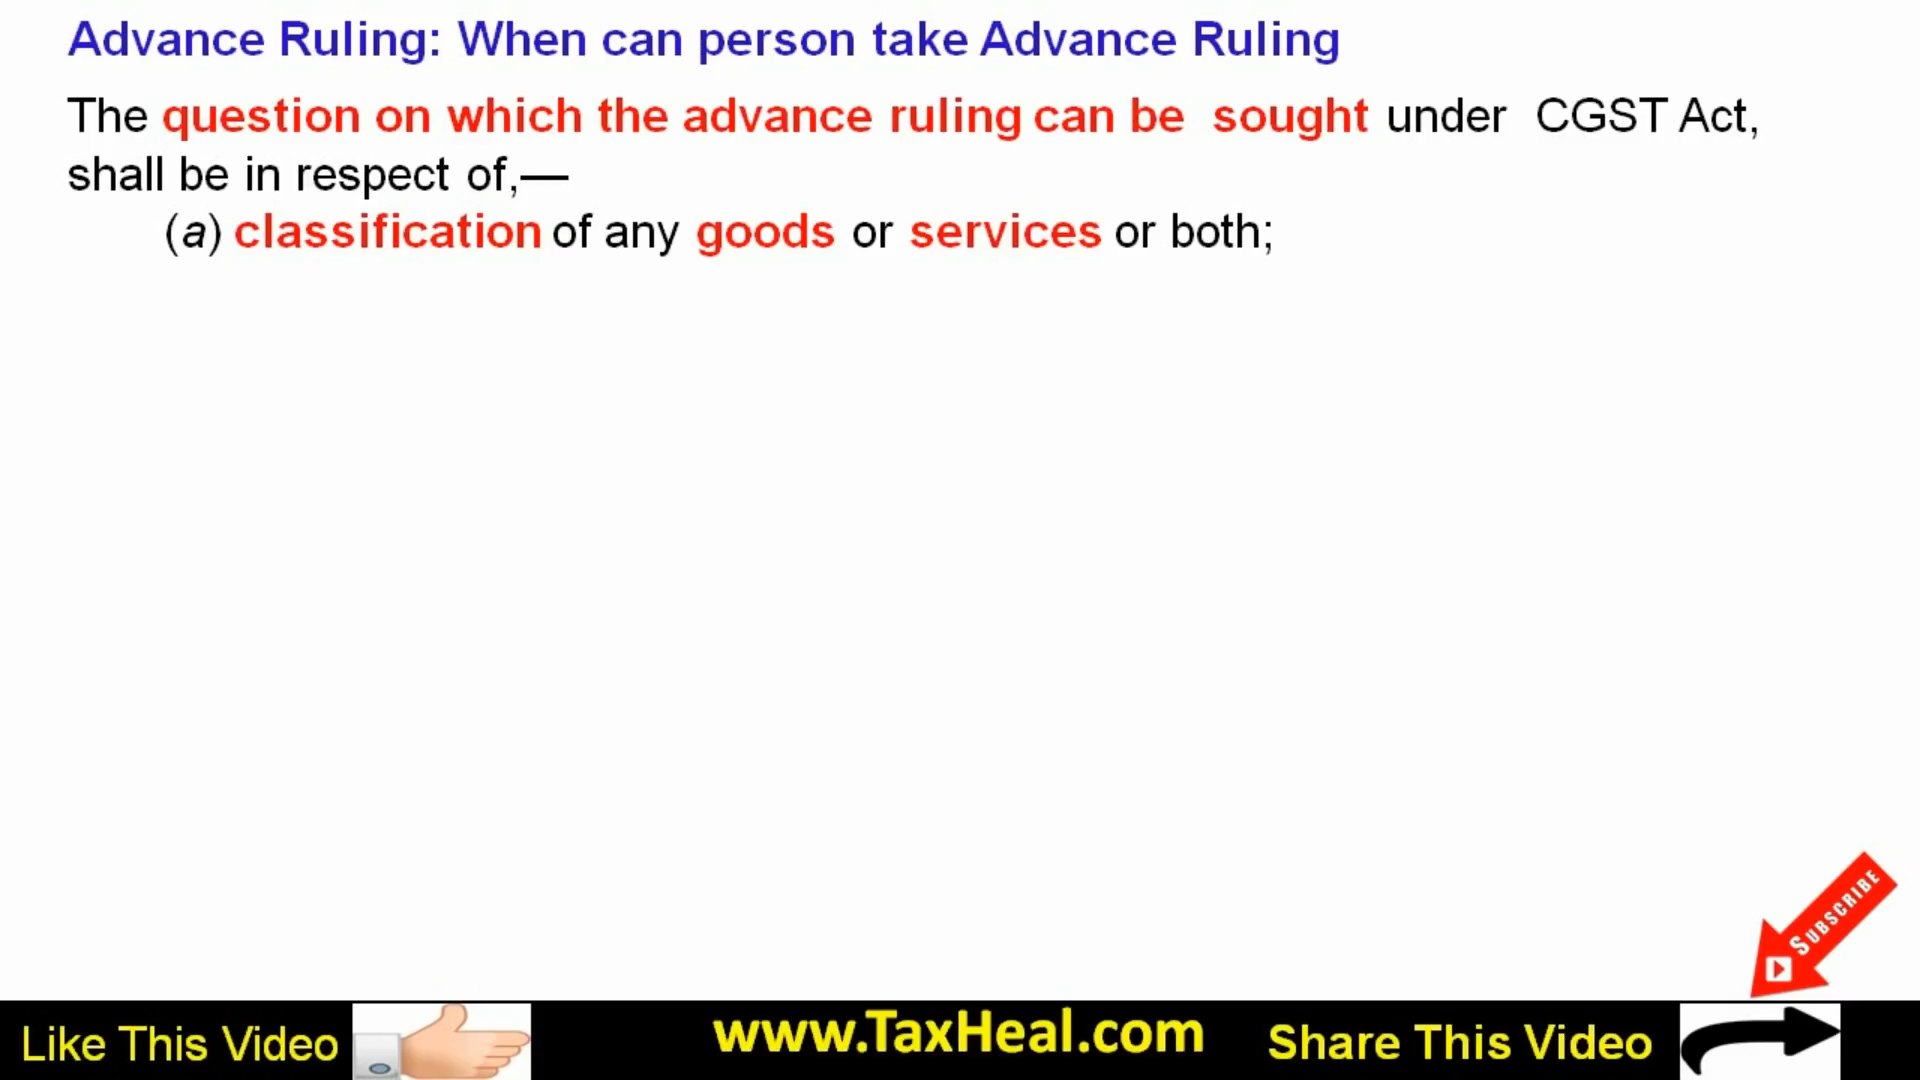 Advance Ruling: When can person take Advance Ruling
The question on which the advance ruling can be sought under CGST Act,
shall be in respect of,—
(a) classification of any goods or services or both;
SUBSCRIBE
Like This Video
www.TaxHeal.com
Share This Video